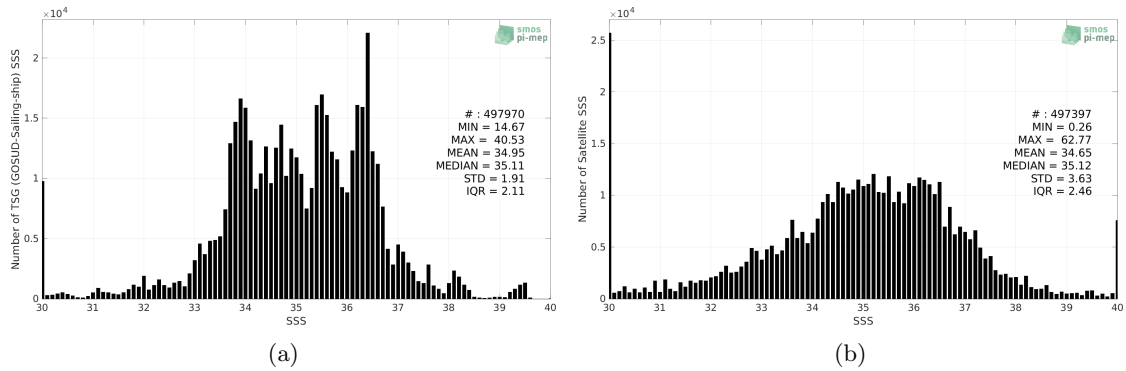 ×10⁴
smos
pi-mep
Number of TSG (GOSUD-Sailing-ship) SSS
2
1.5
1
0.5
0
# : 497970
MIN = 14.67
MAX = 40.53
MEAN = 34.95
MEDIAN = 35.11
STD = 1.91
IQR = 2.11
30 31 32 33 34 35 36 37 38 39 40
SSS
(a)
×10⁴
smos
pi-mep
Number of Satellite SSS
2.5
2
1.5
1
0.5
0
# : 497397
MIN = 0.26
MAX = 62.77
MEAN = 34.65
MEDIAN = 35.12
STD = 3.63
IQR = 2.46
30 31 32 33 34 35 36 37 38 39 40
SSS
(b)